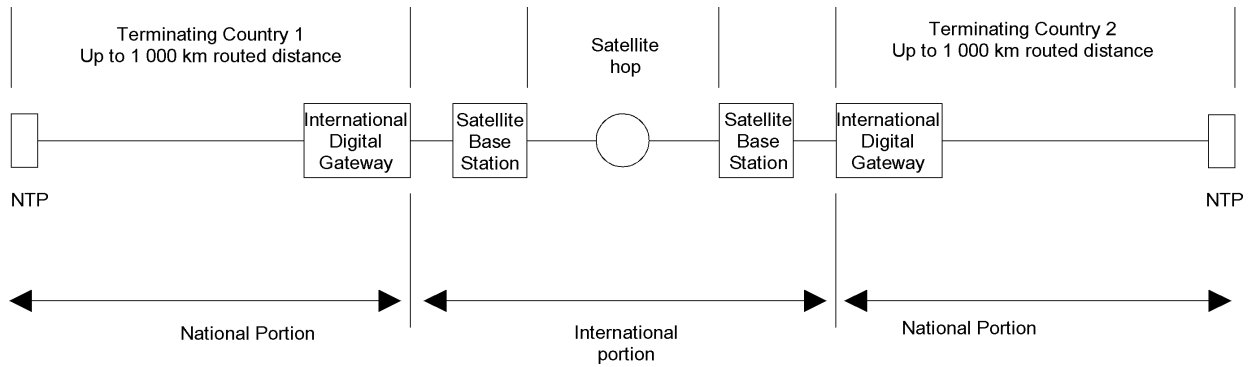 Terminating Country 1
Up to 1 000 km routed distance
Satellite
hop
Terminating Country 2
Up to 1 000 km routed distance
International
Digital
Gateway
Satellite
Base
Station
Satellite
Base
Station
International
Digital
Gateway
NTP
NTP
National Portion
International
portion
National Portion